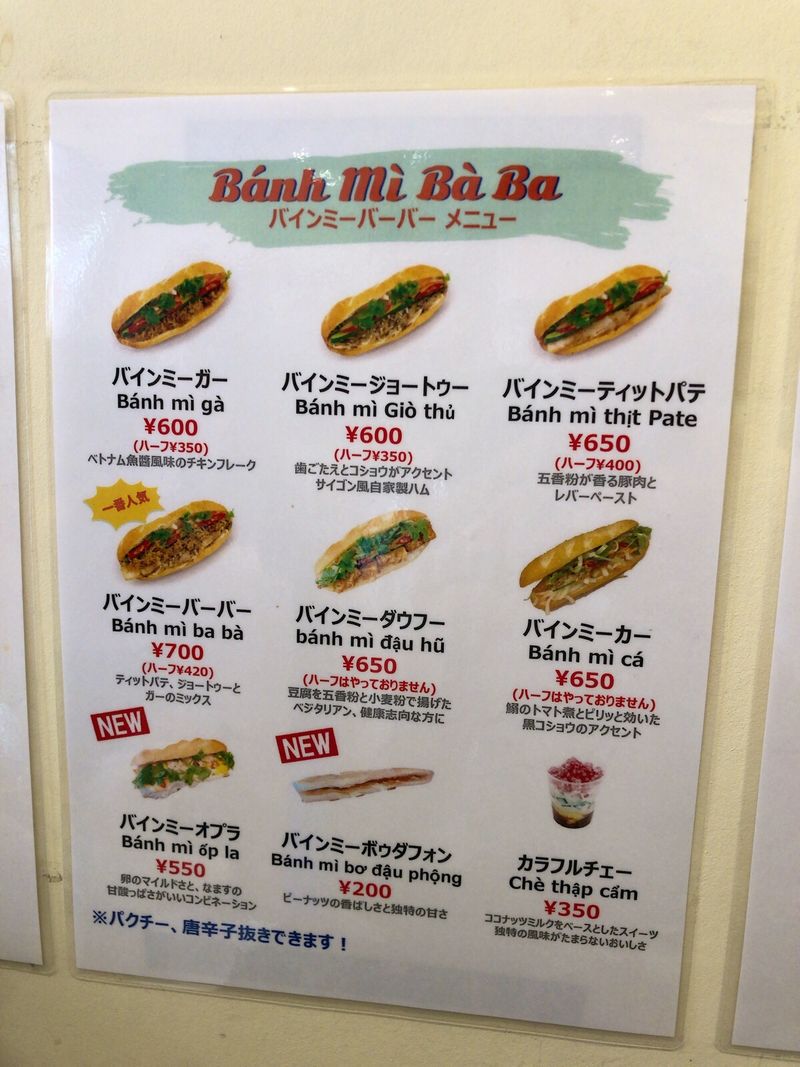 Bánh Mì Bà Ba
バインミーバーバー メニュー
バインミーガー
Bánh mì gà
¥600
(ハーフ¥350)
ベトナム魚醬風味のチキンフレーク
バインミージョートゥー
Bánh mì Giò thủ
¥600
(ハーフ¥350)
歯ごたえとコショウがアクセント
サイゴン風自家製ハム
バインミーティットパテ
Bánh mì thịt Pate
¥650
(ハーフ¥400)
五香粉が香る豚肉と
レバーペースト
一番人気
バインミーバーバー
Bánh mì ba bà
¥700
(ハーフ¥420)
ティットパテ、ジョートゥーと
ガーのミックス
バインミーダウフー
bánh mì đậu hũ
¥650
(ハーフはやっておりません)
豆腐を五香粉と小麦粉で揚げた
ベジタリアン、健康志向な方に
バインミーカー
Bánh mì cá
¥650
(ハーフはやっておりません)
鰯のトマト煮とピリッと効いた
黒コショウのアクセント
NEW
バインミーオプラ
Bánh mì ốp la
¥550
卵のマイルドさと、なますの
甘酸っぱさがいいコンビネーション
NEW
バインミーボゥダフォン
Bánh mì bơ đậu phộng
¥200
ピーナッツの香ばしさと独特の甘さ
カラフルチェー
Chè thập cẩm
¥350
ココナッツミルクをベースとしたスイーツ
独特の風味がたまらないおいしさ
※パクチー、唐辛子抜きできます！